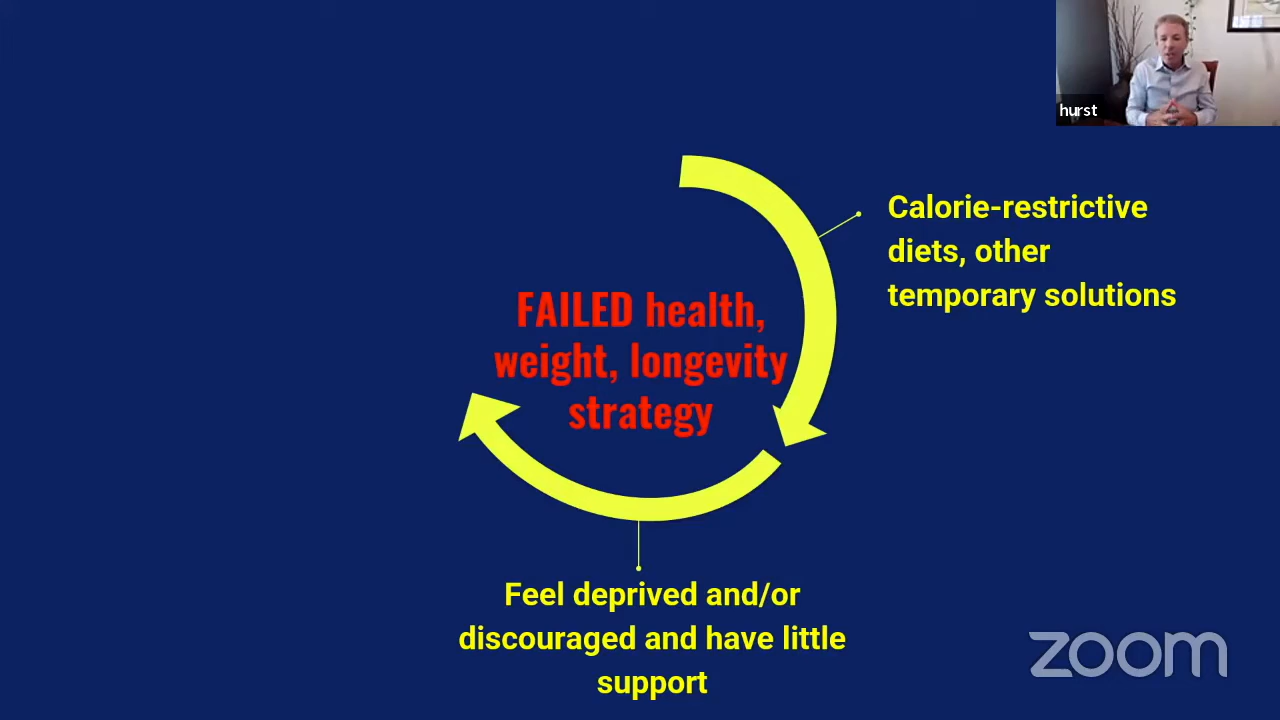 hurst
Calorie-restrictive
diets, other
temporary solutions
FAILED health,
weight, longevity
strategy
Feel deprived and/or
discouraged and have little
support
zoom